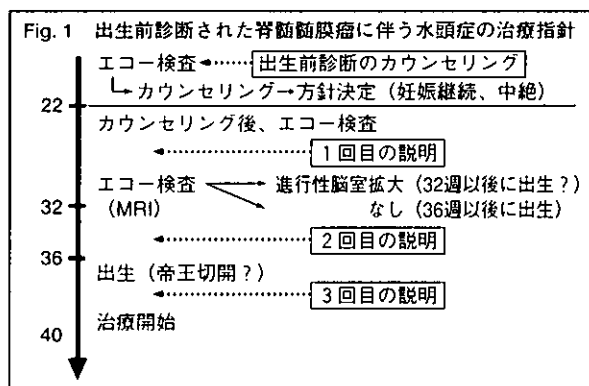 Fig. 1 出生前診断された脊髄髄膜瘤に伴う水頭症の治療指針
エコー検査 出生前診断のカウンセリング
カウンセリング→方針決定(妊娠継続、中絶)
22
カウンセリング後、エコー検査
1回目の説明
エコー検査 進行性脳室拡大(32週以後に出生?)
32 (MRI) なし(36週以後に出生)
2回目の説明
36
出生(帝王切開?)
3回目の説明
治療開始
40